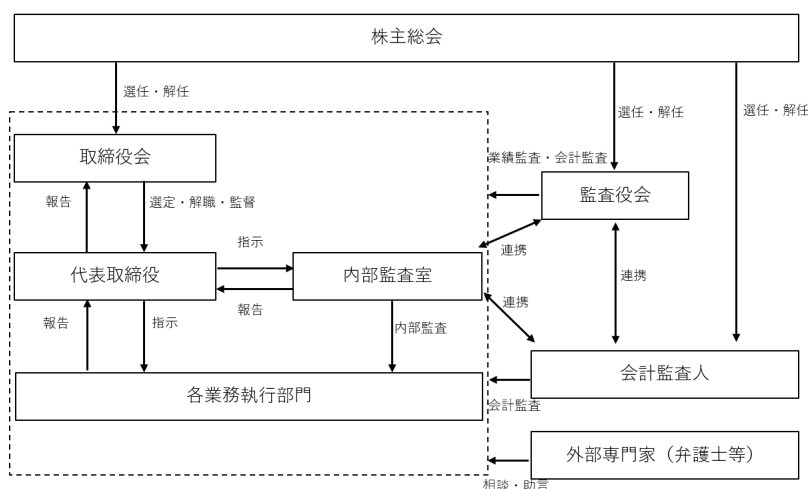 株主総会
選任・解任
選任・解任
選任・解任
取締役会
業績監査・会計監査
監査役会
報告
選定・解職・監督
指示
連携
代表取締役
内部監査室
連携
報告
連携
報告
指示
内部監査
会計監査人
各業務執行部門
会計監査
外部専門家（弁護士等）
相談・助言